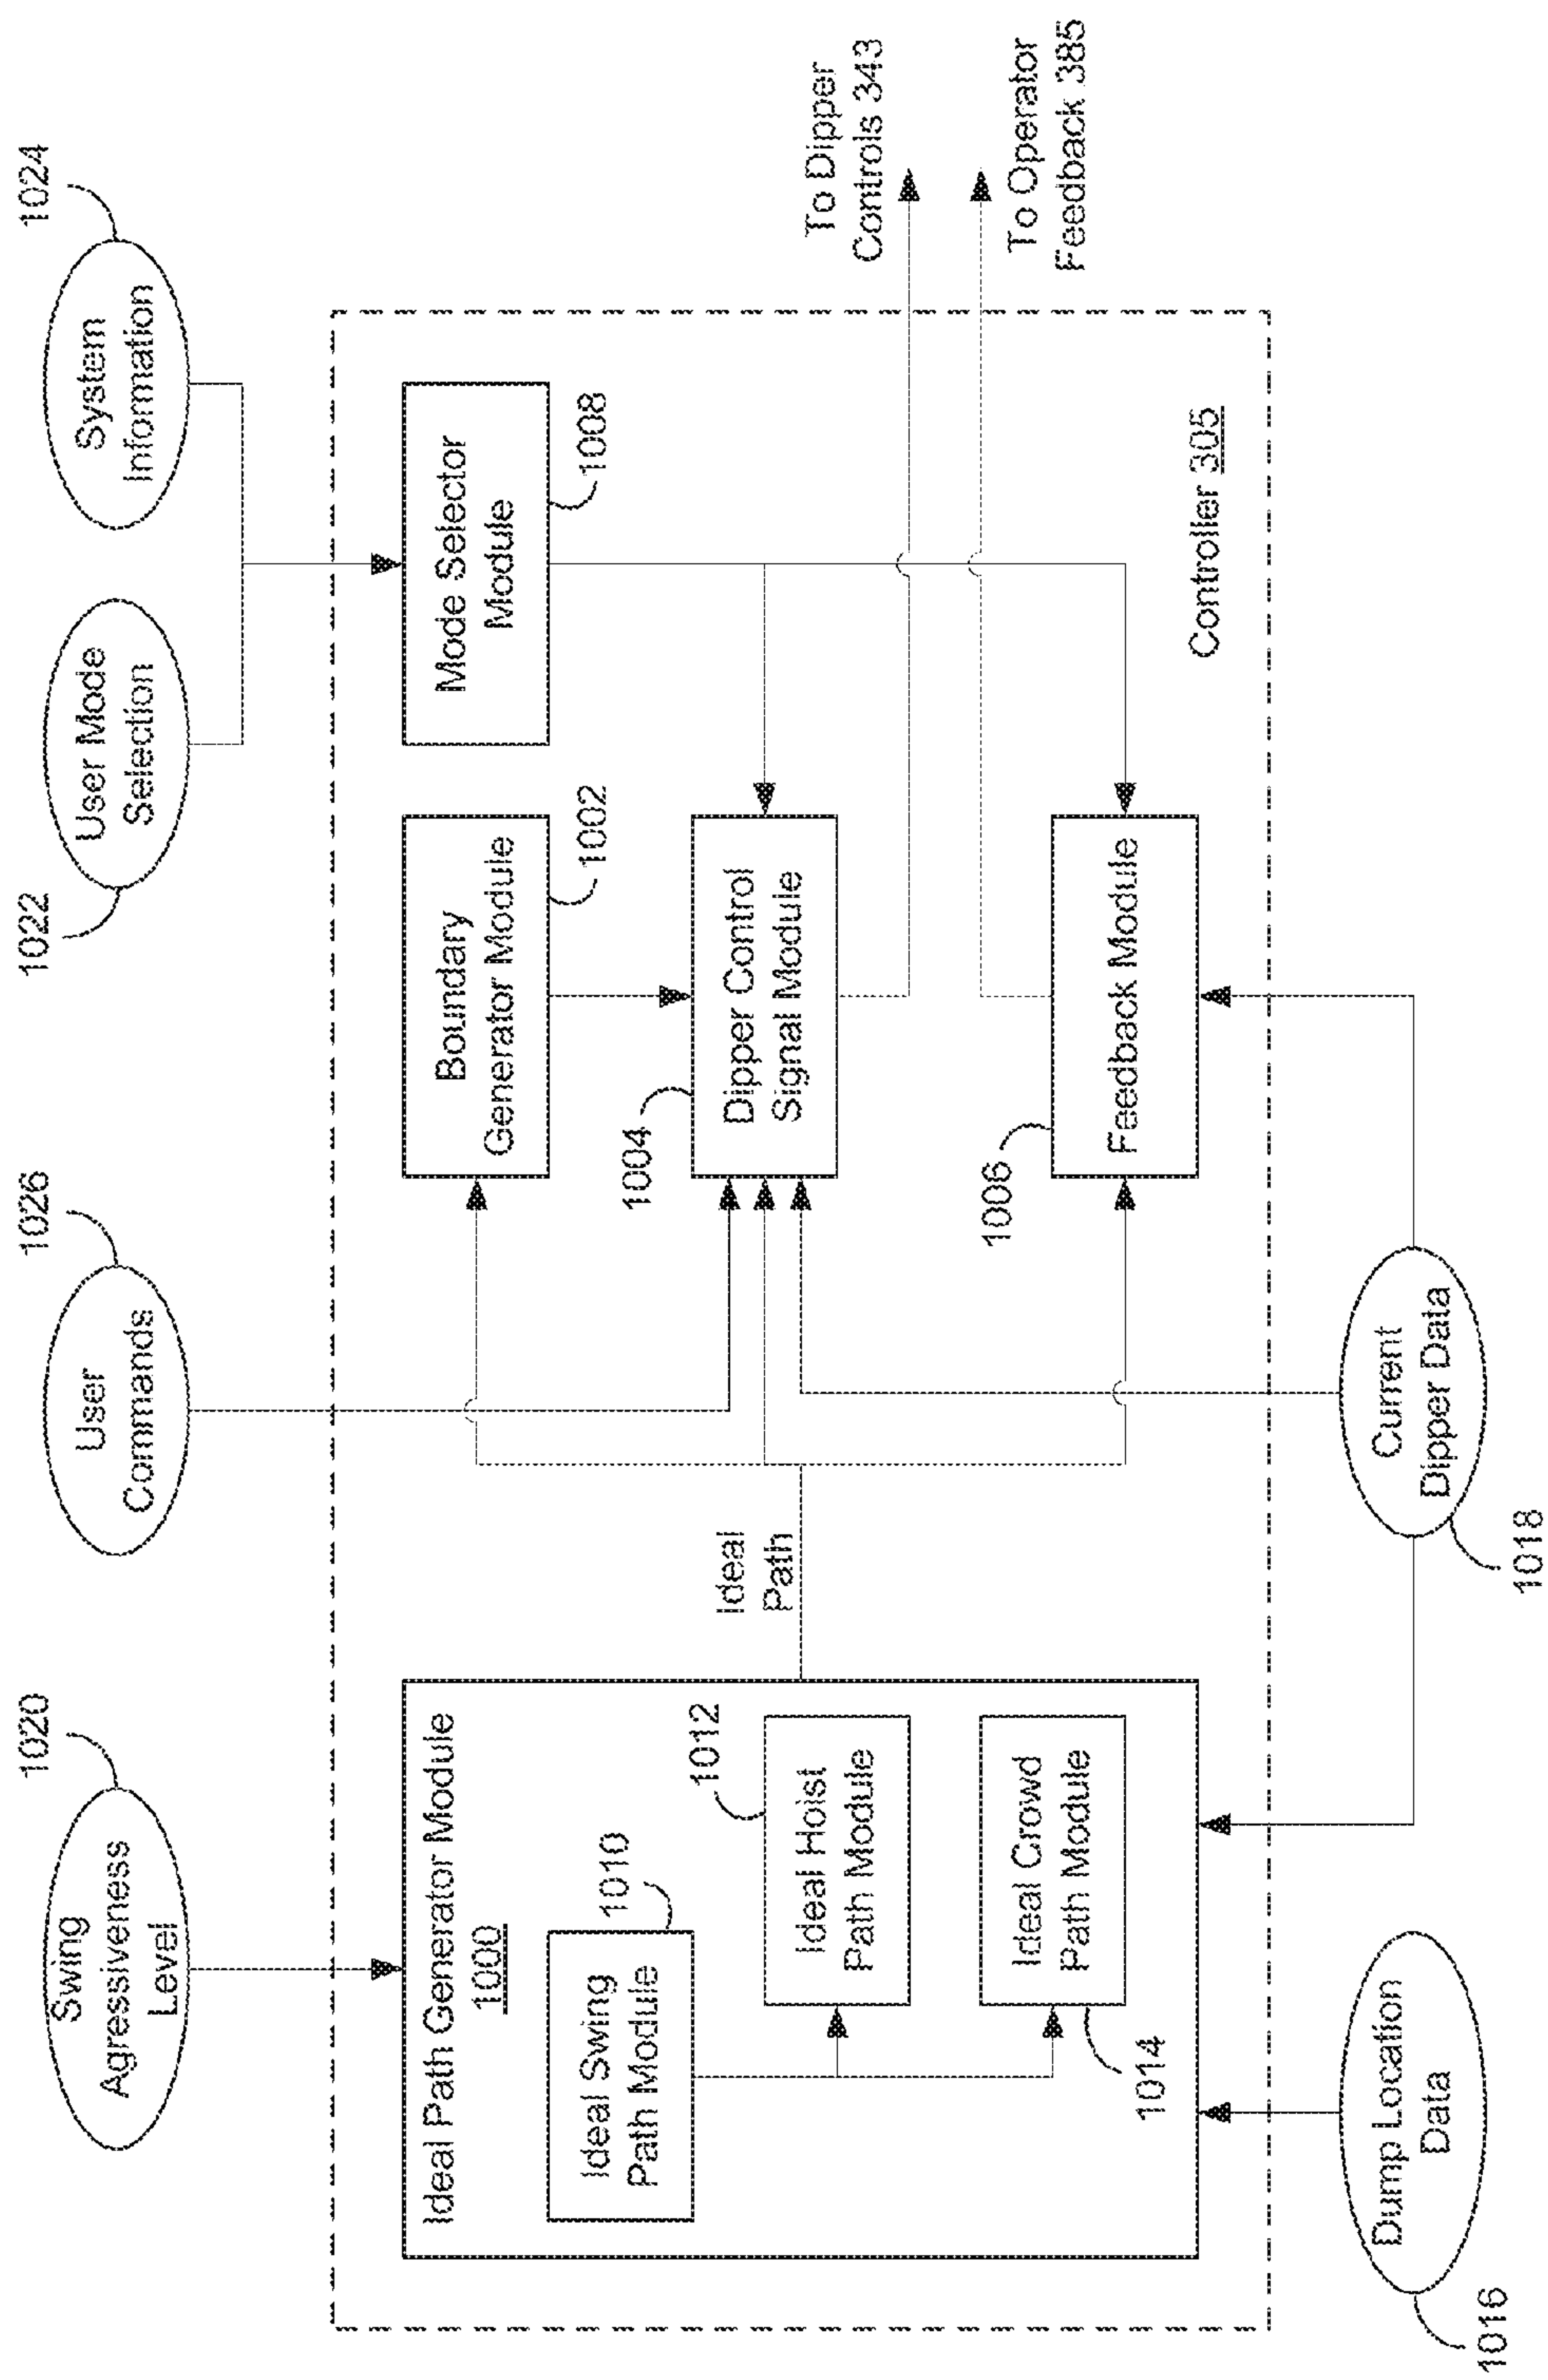 1020
1026
1022
1024
Swing
Agressiveness
Level
User
Commands
User Mode
Selection
System
Information
Ideal Path Generator Module
1000
Ideal Swing
Path Module
1010
1012
Ideal Hoist
Path Module
Ideal Crowd
Path Module
1014
Ideal
Path
Boundary
Generator Module
1002
Mode Selector
Module
1008
1004
Dipper Control
Signal Module
1006
Feedback Module
To Dipper
Controls 343
To Operator
Feedback 385
Controller 305
Dump Location
Data
1016
Current
Dipper Data
1018